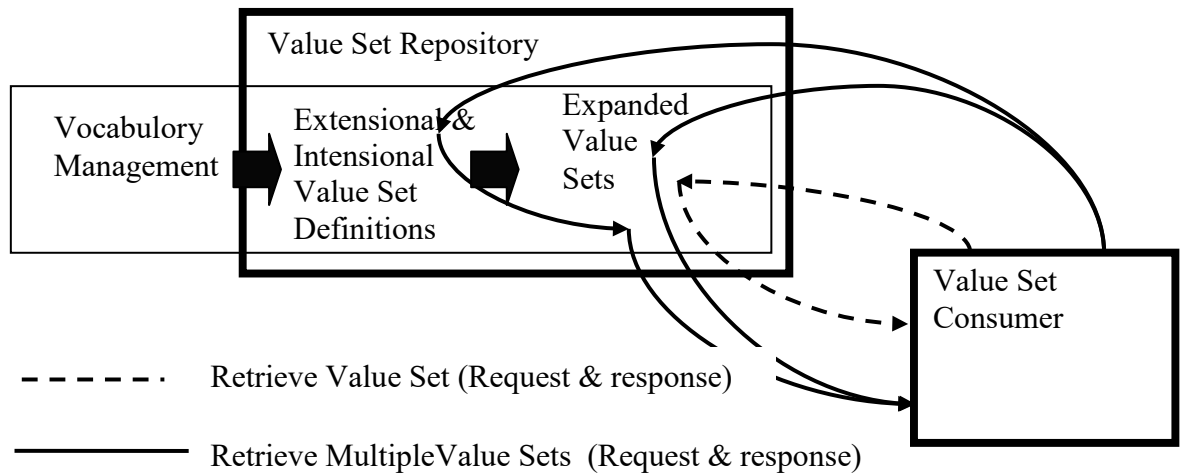 Value Set Repository
Vocabulory
Management
Extensional &
Intensional
Value Set
Definitions
Expanded
Value
Sets
Value Set
Consumer
Retrieve Value Set (Request & response)
Retrieve MultipleValue Sets (Request & response)